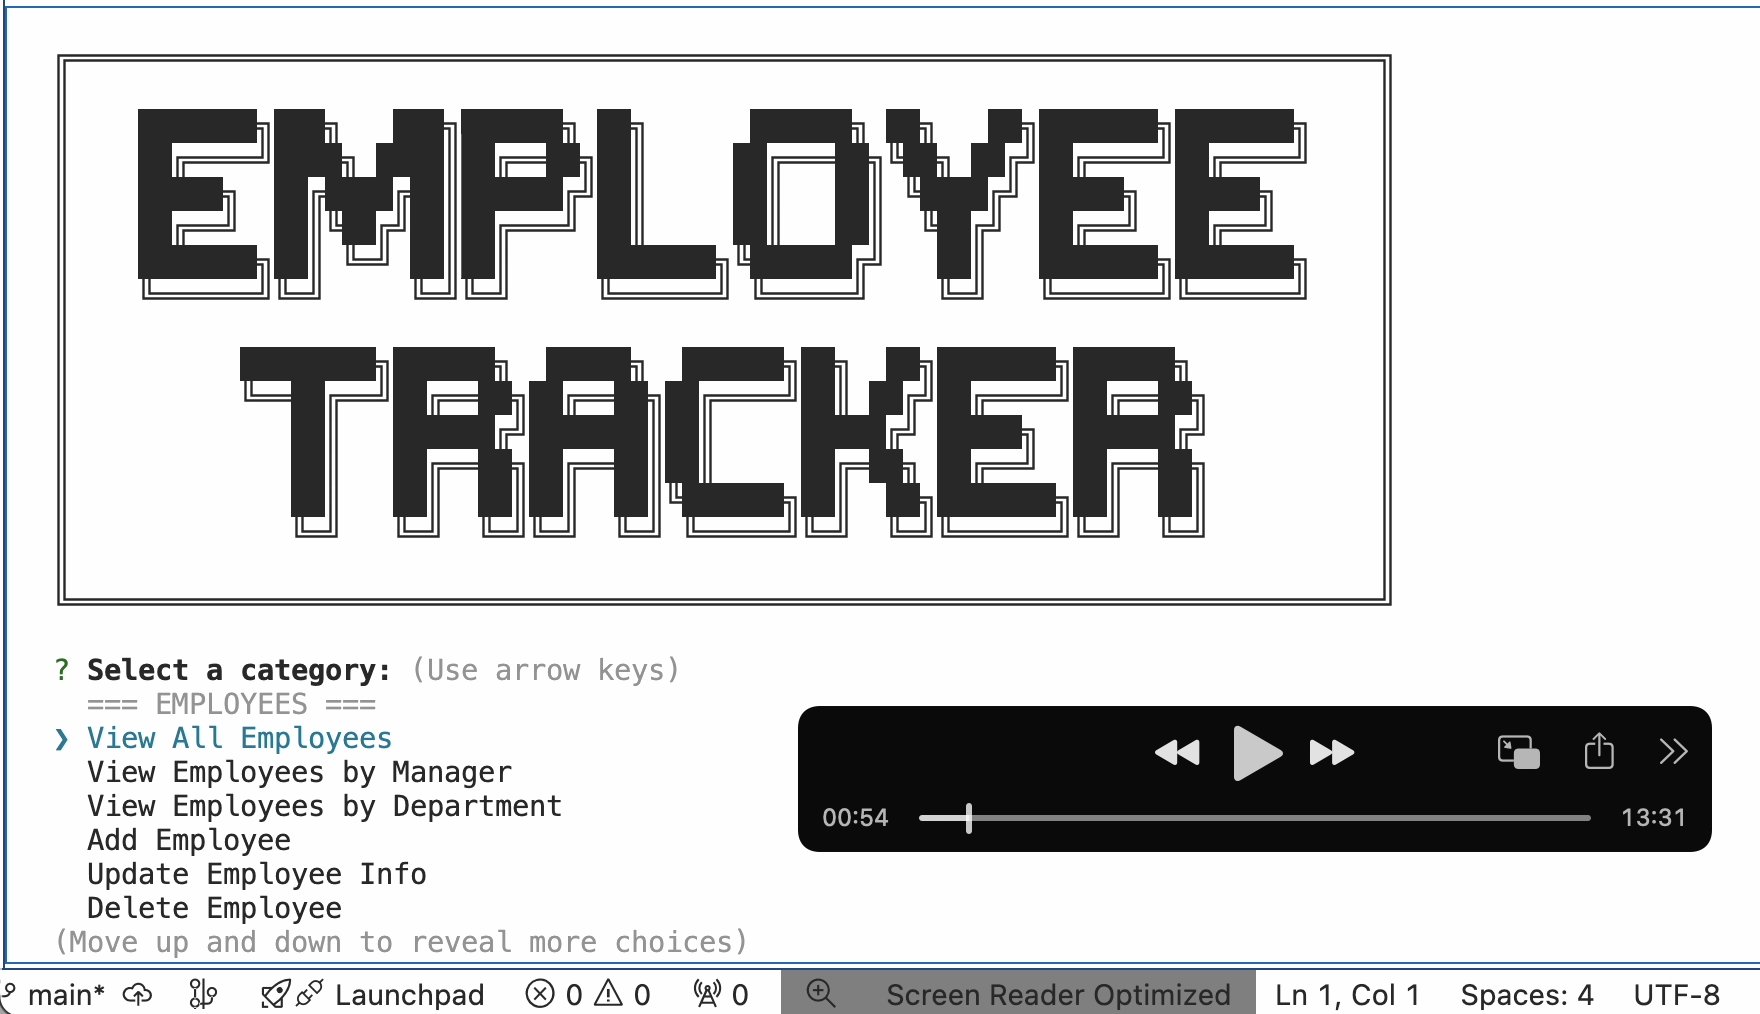 EMPLOYEE
TRACKER
? Select a category: (Use arrow keys)
=== EMPLOYEES ===
❯ View All Employees
View Employees by Manager
View Employees by Department
Add Employee
Update Employee Info
Delete Employee
(Move up and down to reveal more choices)
00:54 13:31
main* Launchpad 0 0 0 Screen Reader Optimized Ln 1, Col 1 Spaces: 4 UTF-8